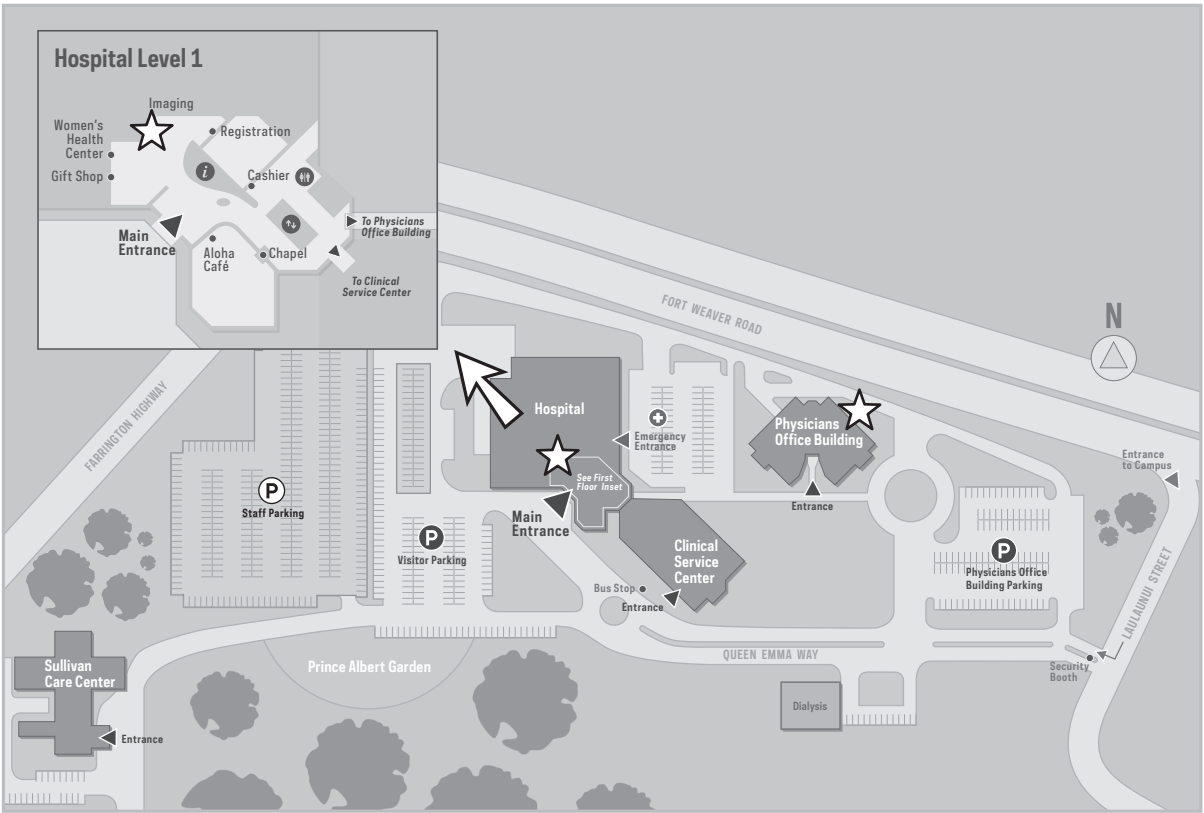 Hospital Level 1
Imaging
Women's
Health
Center
Registration
Gift Shop
i
Cashier
To Physicians
Office Building
Main
Entrance
Aloha
Café
Chapel
To Clinical
Service Center
FORT WEAVER ROAD
N
FARRINGTON HIGHWAY
Hospital
Emergency
Entrance
Physicians
Office Building
Entrance
Entrance
to Campus
See First
Floor Inset
P
Staff Parking
Main
Entrance
P
Visitor Parking
Clinical
Service
Center
P
Physicians Office
Building Parking
Bus Stop
Entrance
LAULAUNUI STREET
QUEEN EMMA WAY
Security
Booth
Sullivan
Care Center
Prince Albert Garden
Dialysis
Entrance